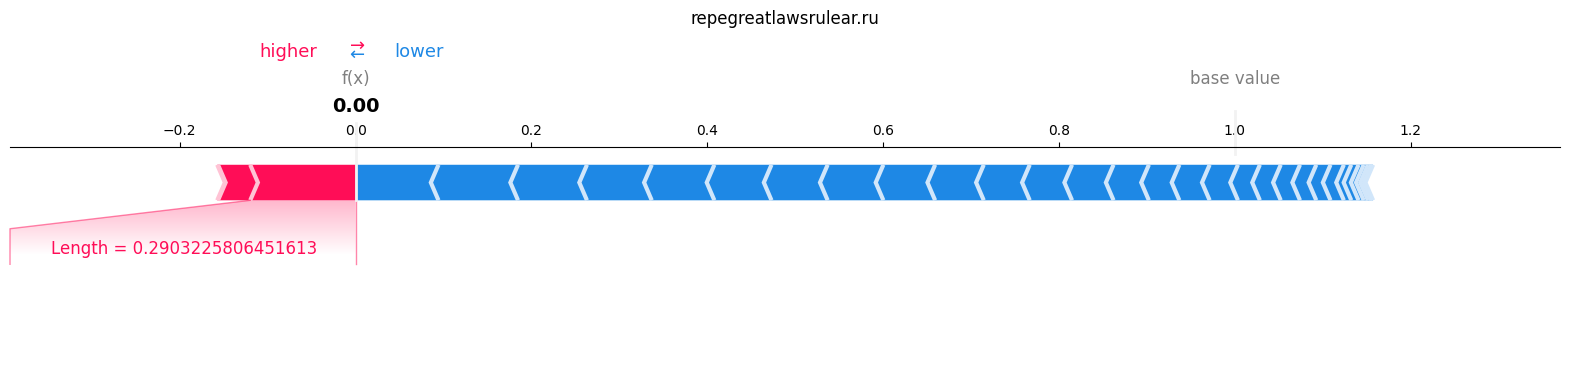 repegreatlawsrulear.ru
higher ⇄ lower
f(x) base value
0.00
−0.2 0.0 0.2 0.4 0.6 0.8 1.0 1.2
Length = 0.2903225806451613